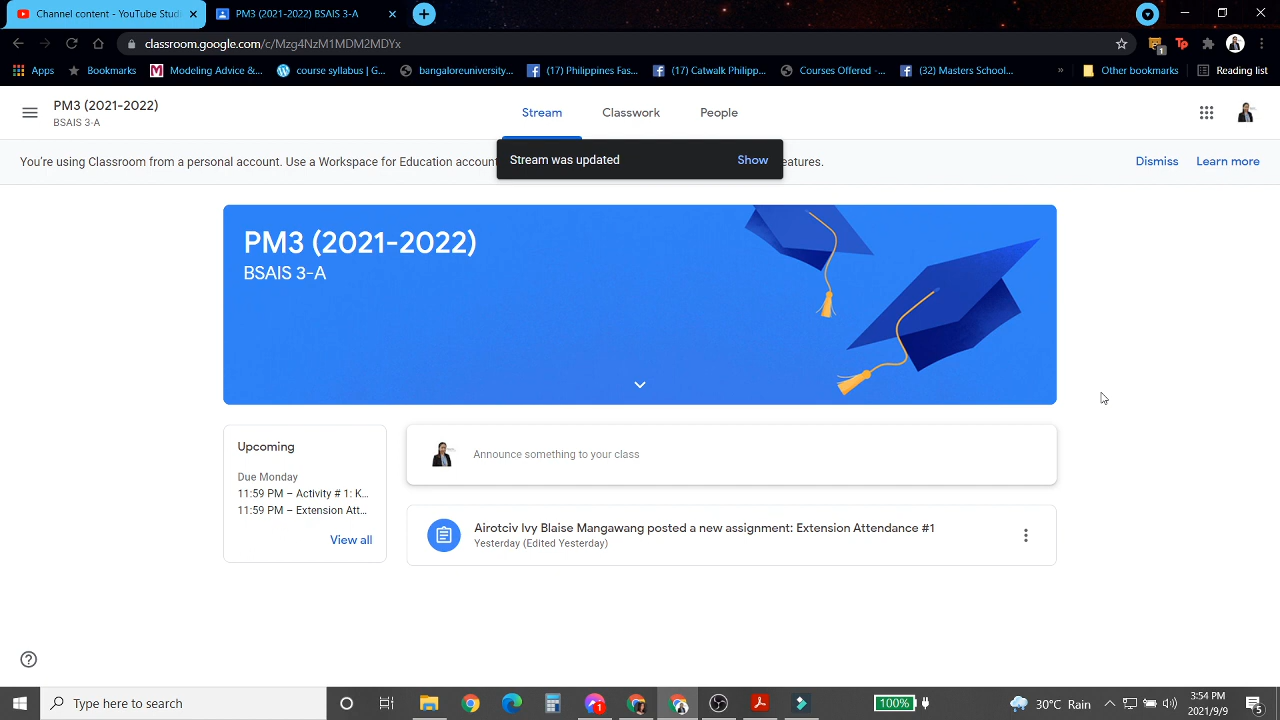 Channel content - YouTube Stud
PM3 (2021-2022) BSAIS 3-A
classroom.google.com/c/Mzg4NzM1MDM2MDYx
Apps
Bookmarks
Modeling Advice &...
course syllabus | G...
bangaloreuniversity...
(17) Philippines Fas...
(17) Catwalk Philipp...
Courses Offered -...
(32) Masters School...
»
Other bookmarks
Reading list
PM3 (2021-2022)
BSAIS 3-A
Stream
Classwork
People
You're using Classroom from a personal account. Use a Workspace for Education accoun
eatures.
Dismiss
Learn more
Stream was updated
Show
PM3 (2021-2022)
BSAIS 3-A
Upcoming
Due Monday
11:59 PM – Activity # 1: K...
11:59 PM – Extension Att...
View all
Announce something to your class
Airotciv Ivy Blaise Mangawang posted a new assignment: Extension Attendance #1
Yesterday (Edited Yesterday)
Type here to search
100%
30°C Rain
3:54 PM
2021/9/9
5